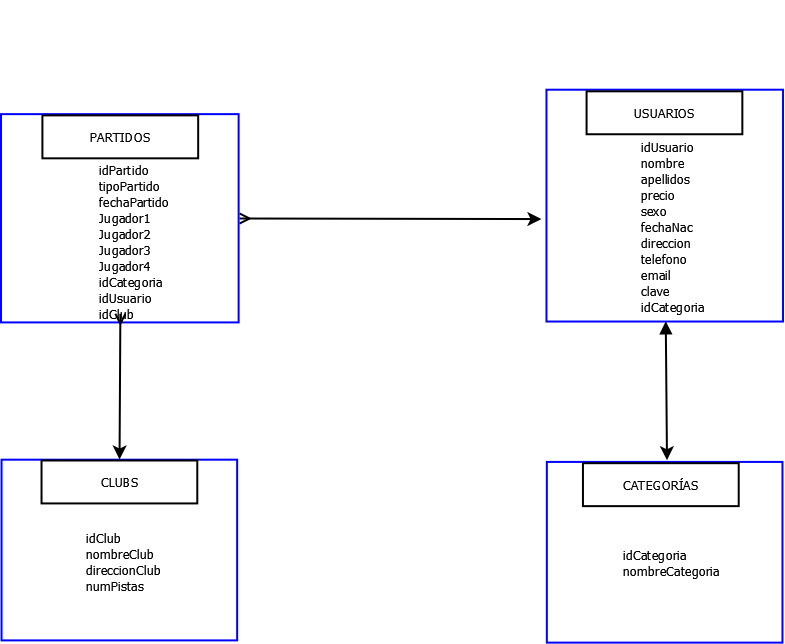 PARTIDOS
idPartido
tipoPartido
fechaPartido
Jugador1
Jugador2
Jugador3
Jugador4
idCategoria
idUsuario
idClub
USUARIOS
idUsuario
nombre
apellidos
precio
sexo
fechaNac
direccion
telefono
email
clave
idCategoria
CLUBS
idClub
nombreClub
direccionClub
numPistas
CATEGORÍAS
idCategoria
nombreCategoria